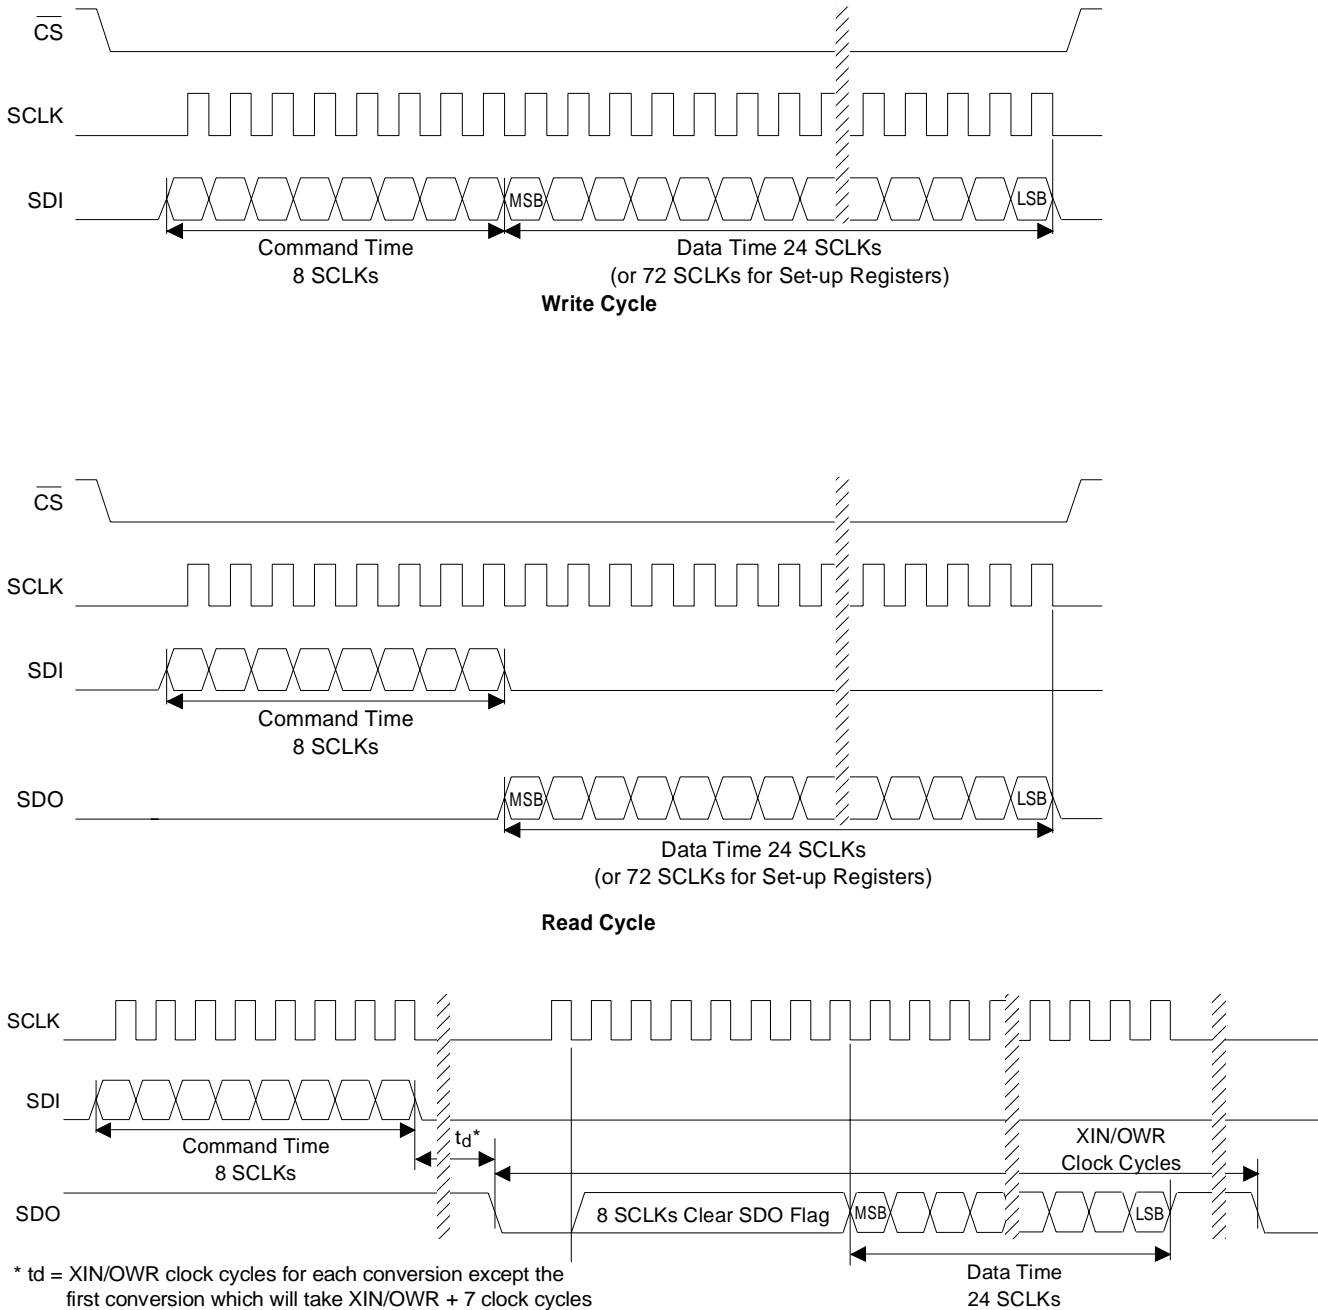 CS
SCLK
SDI
MSB
LSB
Command Time
8 SCLKs
Data Time 24 SCLKs
(or 72 SCLKs for Set-up Registers)
Write Cycle
CS
SCLK
SDI
Command Time
8 SCLKs
SDO
MSB
LSB
Data Time 24 SCLKs
(or 72 SCLKs for Set-up Registers)
Read Cycle
SCLK
SDI
Command Time
8 SCLKs
td*
XIN/OWR
Clock Cycles
SDO
8 SCLKs Clear SDO Flag
MSB
LSB
Data Time
24 SCLKs
* td = XIN/OWR clock cycles for each conversion except the
first conversion which will take XIN/OWR + 7 clock cycles